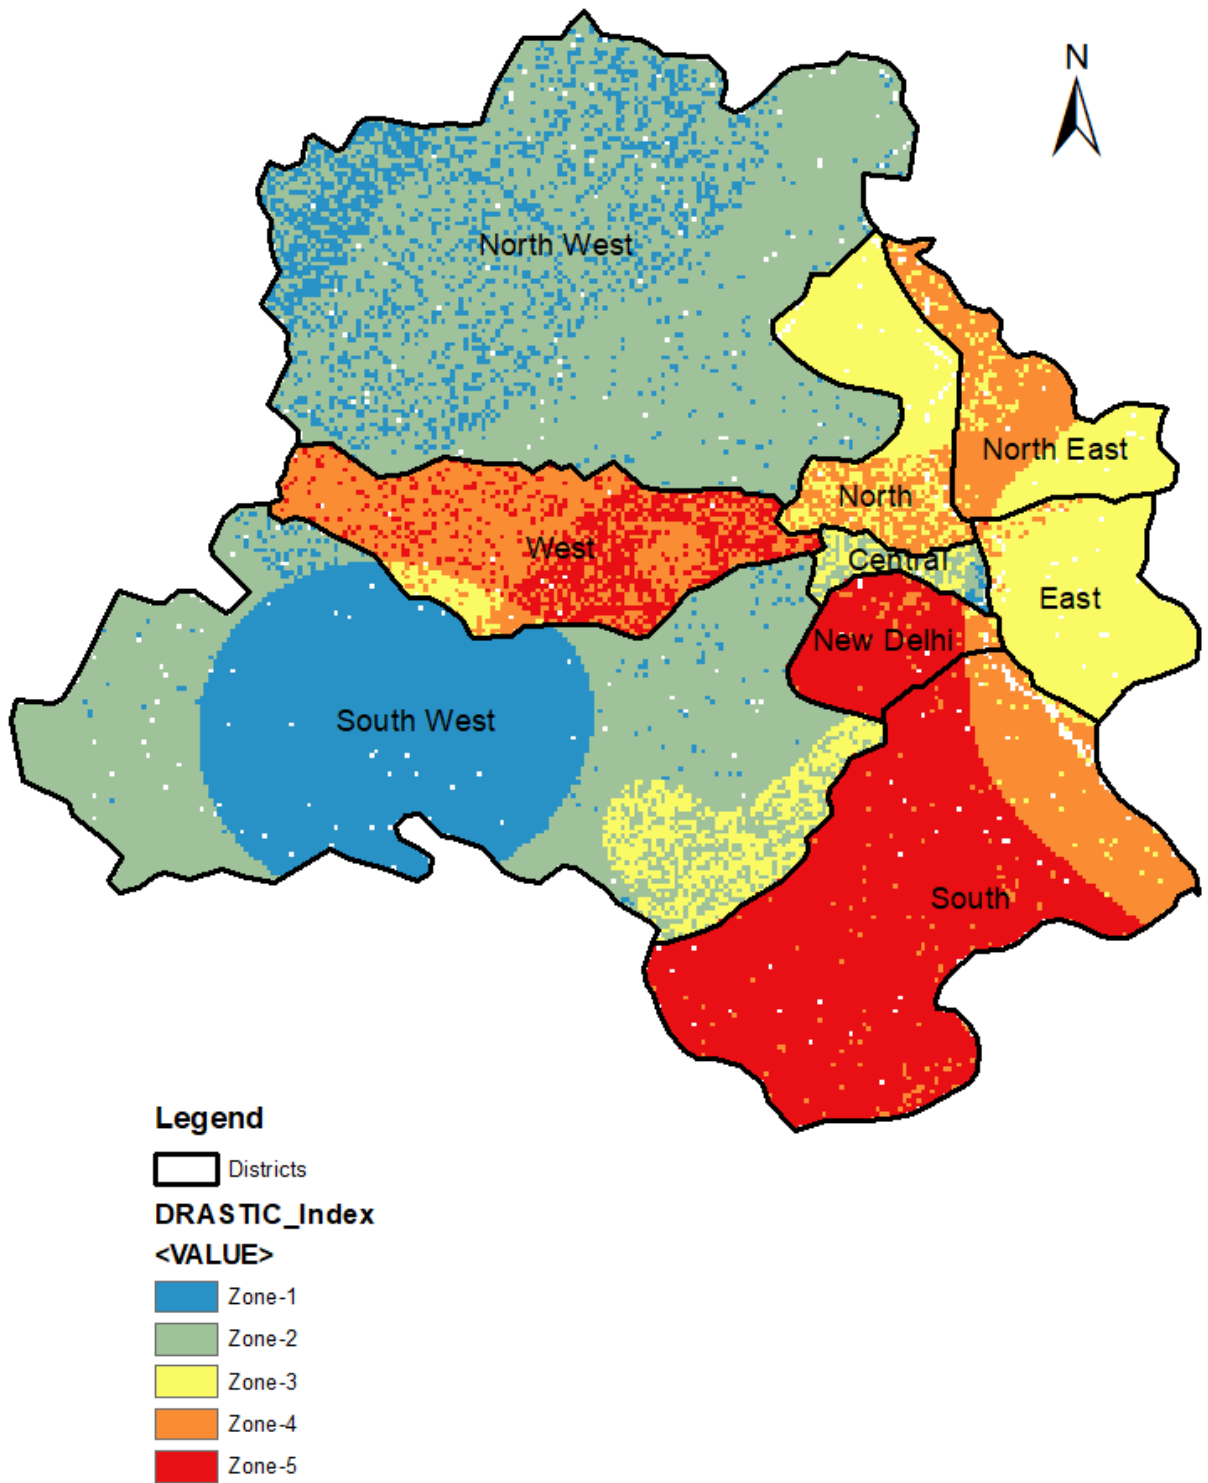 N
North West
North East
North
West
Central
East
New Delhi
South West
South
Legend
Districts
DRASTIC_Index
<VALUE>
Zone-1
Zone-2
Zone-3
Zone-4
Zone-5